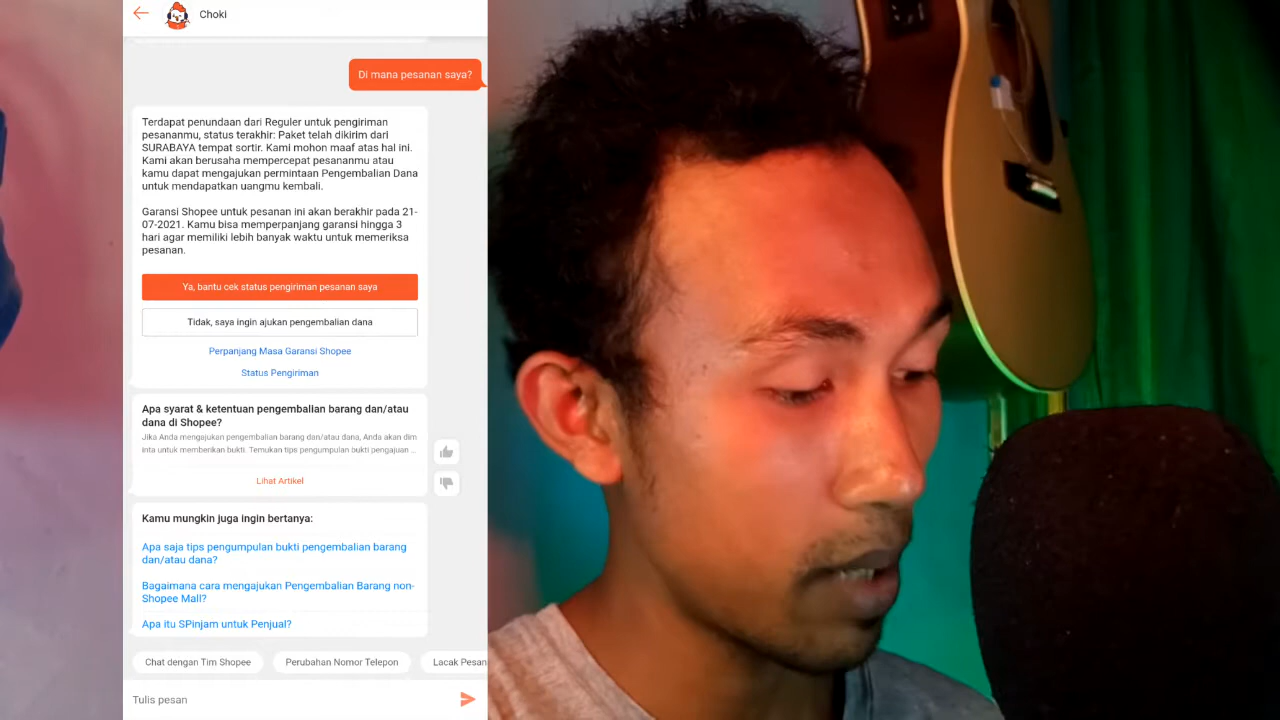 Choki
Di mana pesanan saya?
Terdapat penundaan dari Reguler untuk pengiriman
pesananmu, status terakhir: Paket telah dikirim dari
SURABAYA tempat sortir. Kami mohon maaf atas hal ini.
Kami akan berusaha mempercepat pesananmu atau
kamu dapat mengajukan permintaan Pengembalian Dana
untuk mendapatkan uangmu kembali.
Garansi Shopee untuk pesanan ini akan berakhir pada 21-
07-2021. Kamu bisa memperpanjang garansi hingga 3
hari agar memiliki lebih banyak waktu untuk memeriksa
pesanan.
Ya, bantu cek status pengiriman pesanan saya
Tidak, saya ingin ajukan pengembalian dana
Perpanjang Masa Garansi Shopee
Status Pengiriman
Apa syarat & ketentuan pengembalian barang dan/atau
dana di Shopee?
Jika Anda mengajukan pengembalian barang dan/atau dana, Anda akan dim
inta untuk memberikan bukti. Temukan tips pengumpulan bukti pengajuan ...
Lihat Artikel
Kamu mungkin juga ingin bertanya:
Apa saja tips pengumpulan bukti pengembalian barang
dan/atau dana?
Bagaimana cara mengajukan Pengembalian Barang non-
Shopee Mall?
Apa itu SPinjam untuk Penjual?
Chat dengan Tim Shopee
Perubahan Nomor Telepon
Lacak Pesan
Tulis pesan